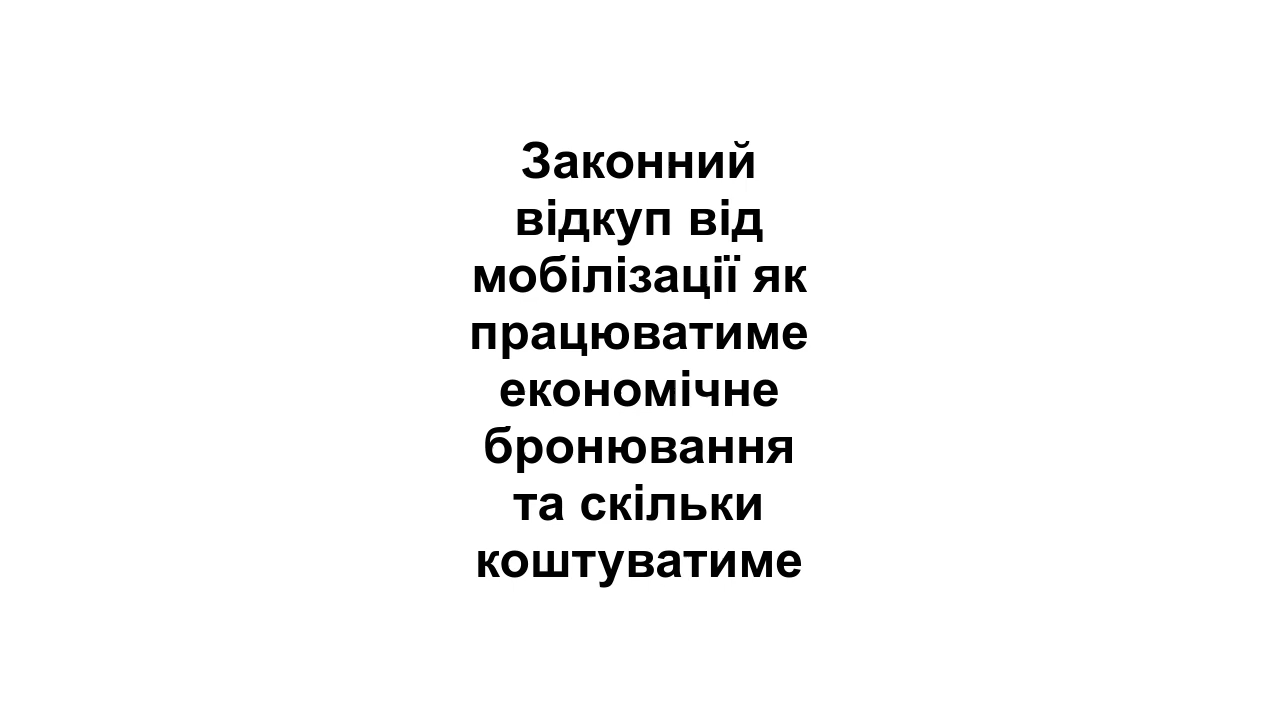 Законний
відкуп від
мобілізації як
працюватиме
економічне
бронювання
та скільки
коштуватиме